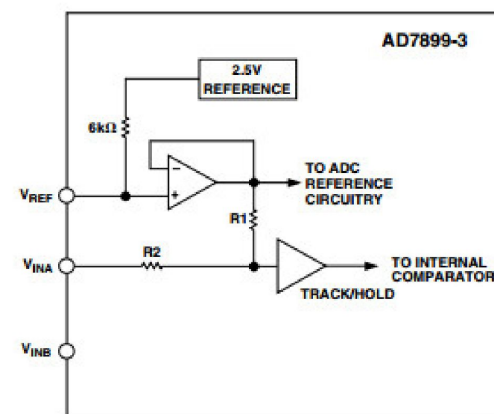 AD7899-3
2.5V
REFERENCE
6kΩ
−
+
VREF
TO ADC
REFERENCE
CIRCUITRY
R1
R2
VINA
TO INTERNAL
COMPARATOR
TRACK/HOLD
VINB